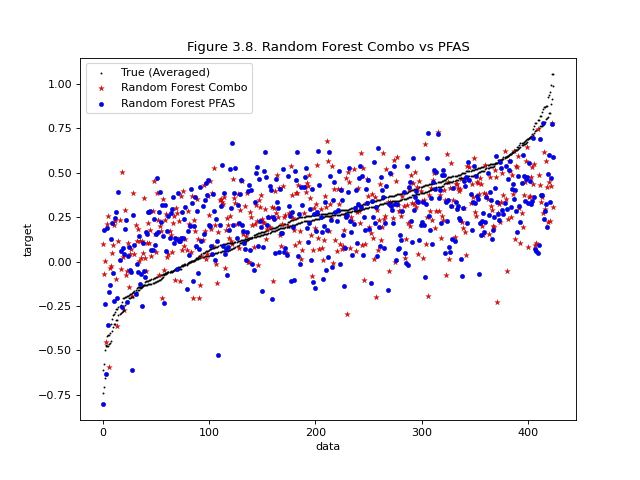 Figure 3.8. Random Forest Combo vs PFAS
True (Averaged)
Random Forest Combo
Random Forest PFAS
1.00
0.75
0.50
0.25
0.00
−0.25
−0.50
−0.75
target
0 100 200 300 400
data